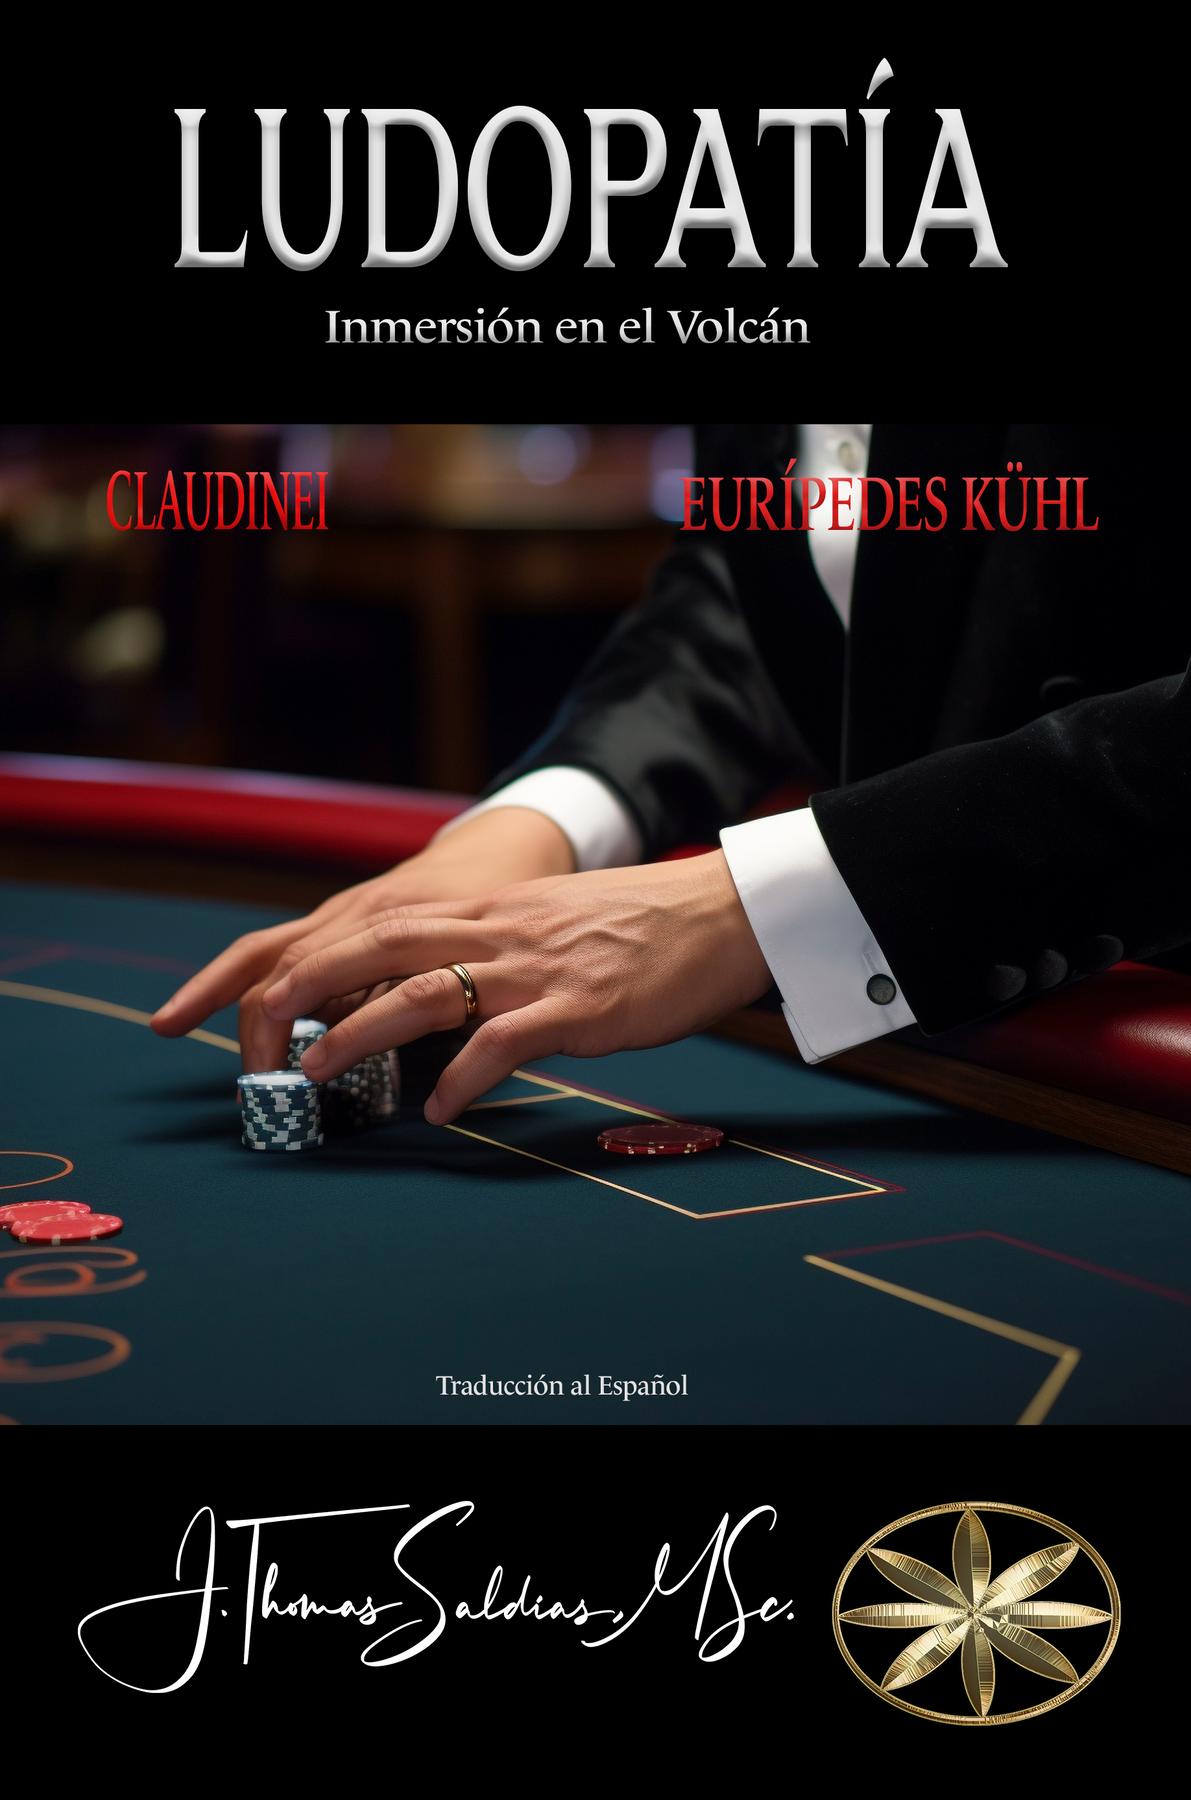 LUDOPATÍA
Inmersión en el Volcán
CLAUDINEI
EURÍPEDES KÜHL
Traducción al Español
J.Thomas Saldias, MSc.